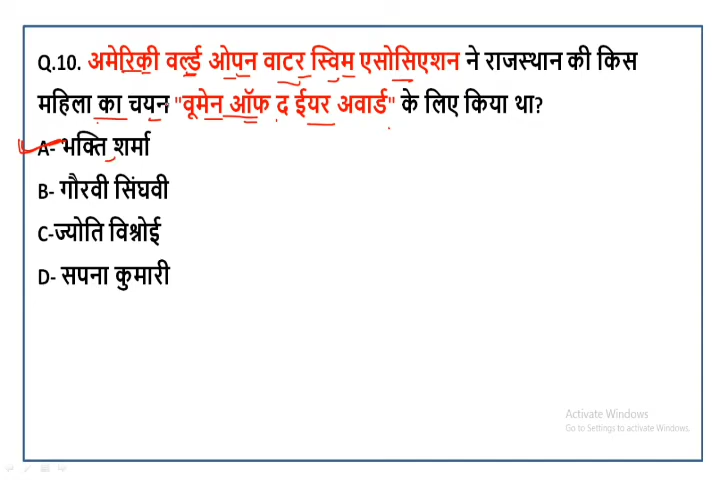 Q.10. अमेरिकी वर्ल्ड ओपन वाटर स्विम एसोसिएशन ने राजस्थान की किस
महिला का चयन "वूमेन ऑफ द ईयर अवार्ड" के लिए किया था?
A- भक्ति शर्मा
B- गौरवी सिंघवी
C-ज्योति विश्नोई
D- सपना कुमारी
Activate Windows
Go to Settings to activate Windows.